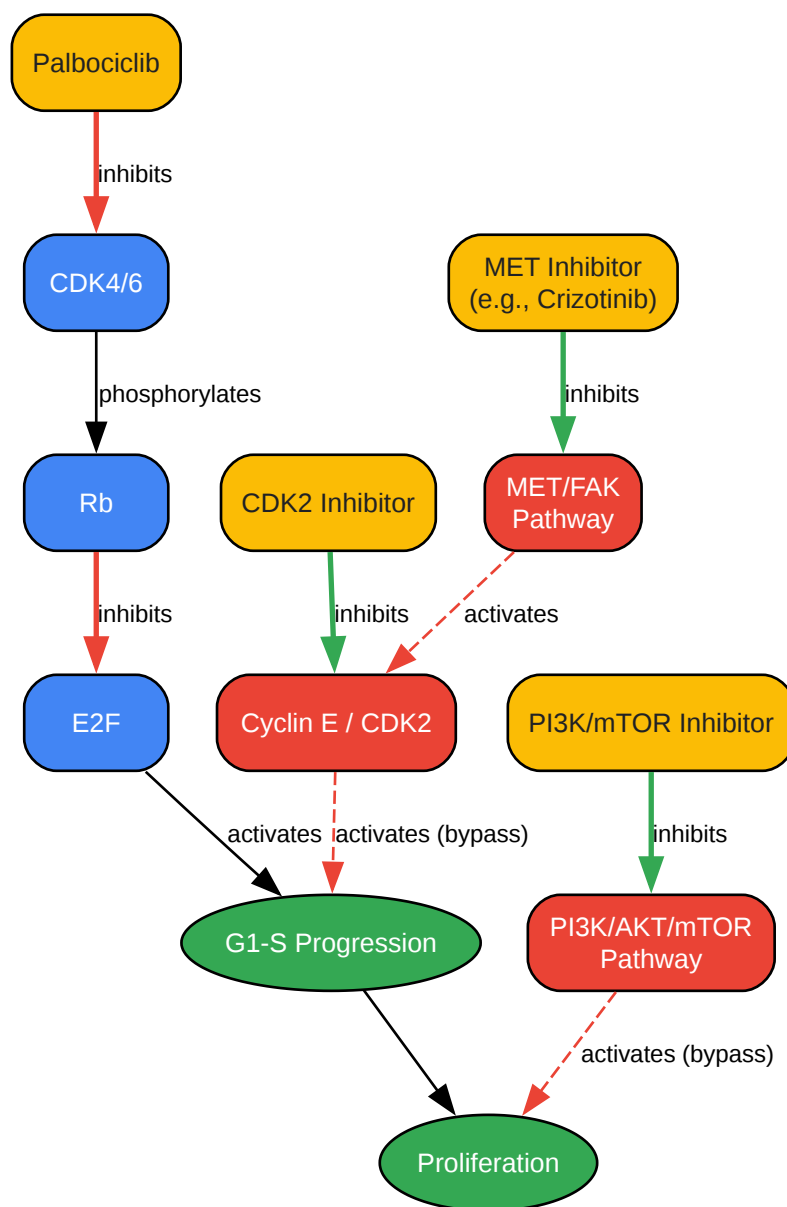 Palbociclib
inhibits
CDK4/6
MET Inhibitor
(e.g., Crizotinib)
phosphorylates
inhibits
Rb
CDK2 Inhibitor
MET/FAK
Pathway
inhibits
inhibits
activates
E2F
Cyclin E / CDK2
PI3K/mTOR Inhibitor
activates
activates (bypass)
inhibits
G1-S Progression
PI3K/AKT/mTOR
Pathway
activates (bypass)
Proliferation